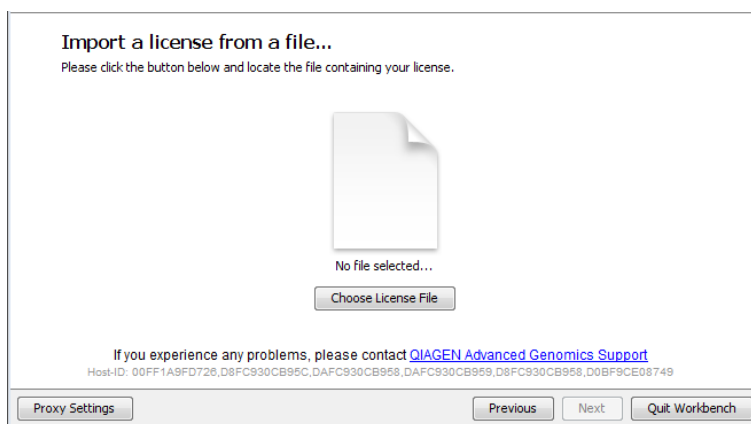 Import a license from a file...
Please click the button below and locate the file containing your license.
No file selected...
Choose License File
If you experience any problems, please contact QIAGEN Advanced Genomics Support
Host-ID: 00FF1A9FD726,D8FC930CB95C,DAFC930CB958,DAFC930CB959,D8FC930CB958,D0BF9CE08749
Proxy Settings
Previous
Next
Quit Workbench